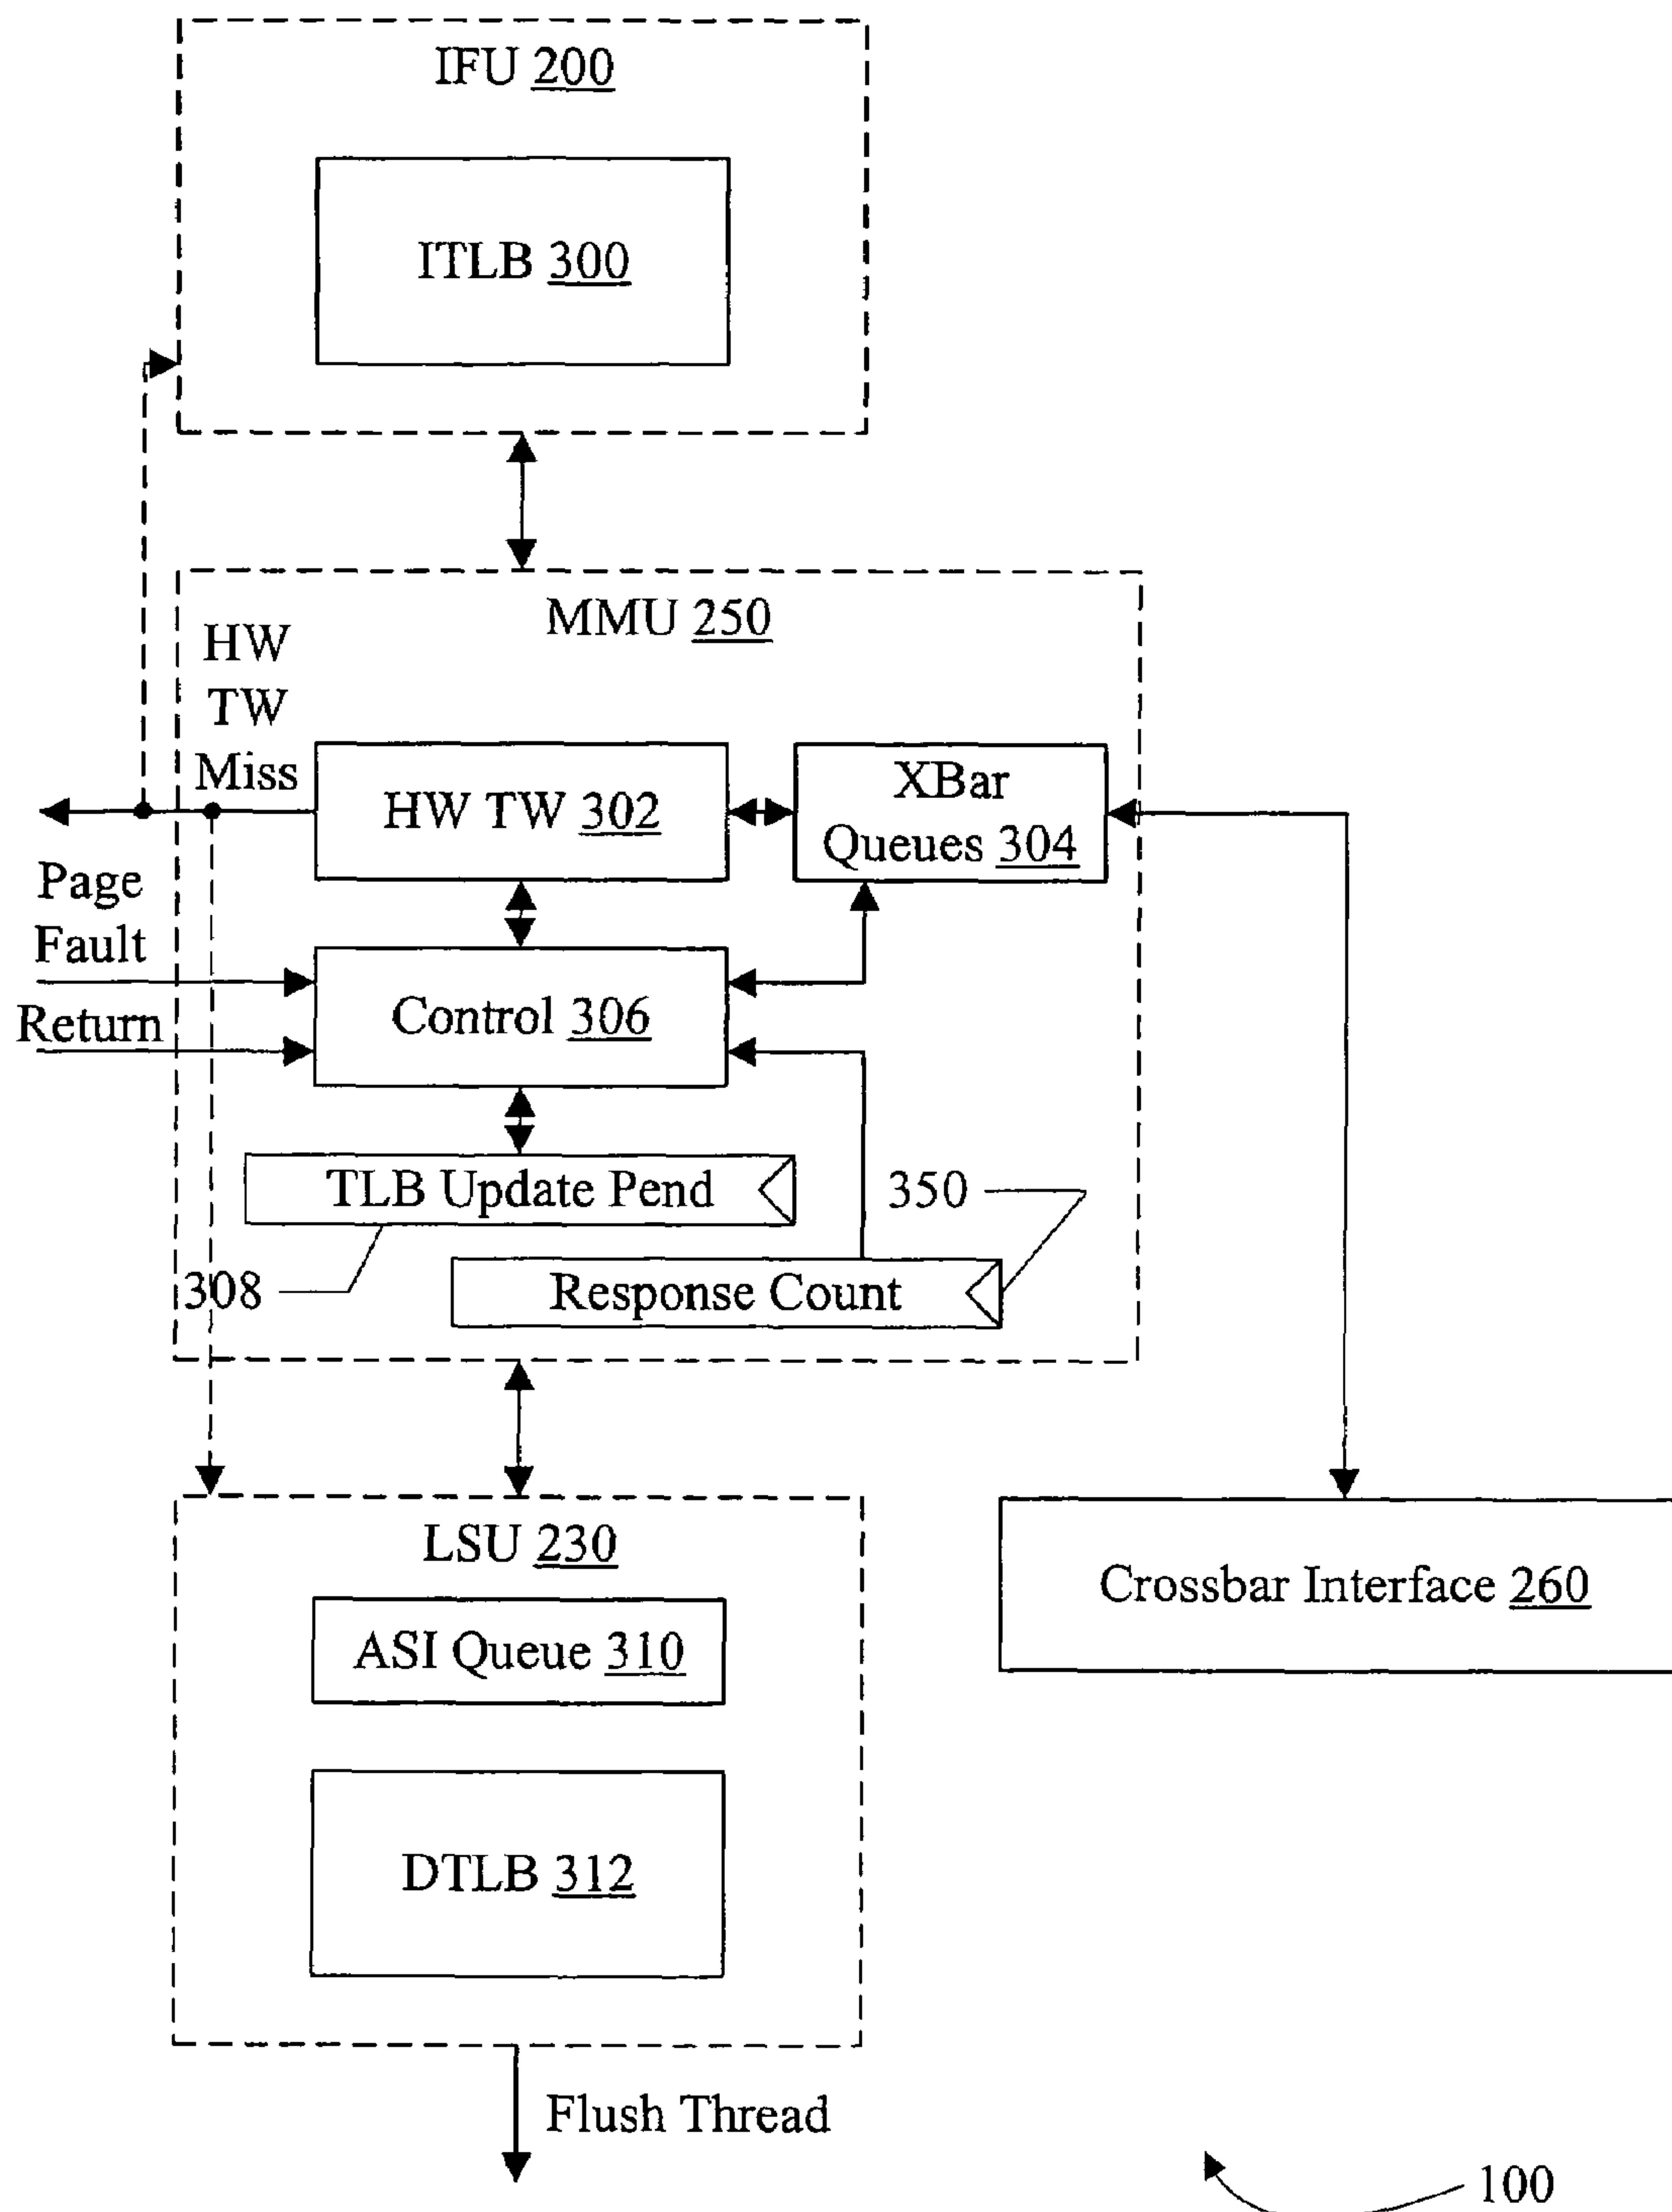 IFU 200
ITLB 300
MMU 250
HW
TW
Miss
HW TW 302
XBar
Queues 304
Page
Fault
Return
Control 306
TLB Update Pend
350
308
Response Count
LSU 230
ASI Queue 310
Crossbar Interface 260
DTLB 312
Flush Thread
100